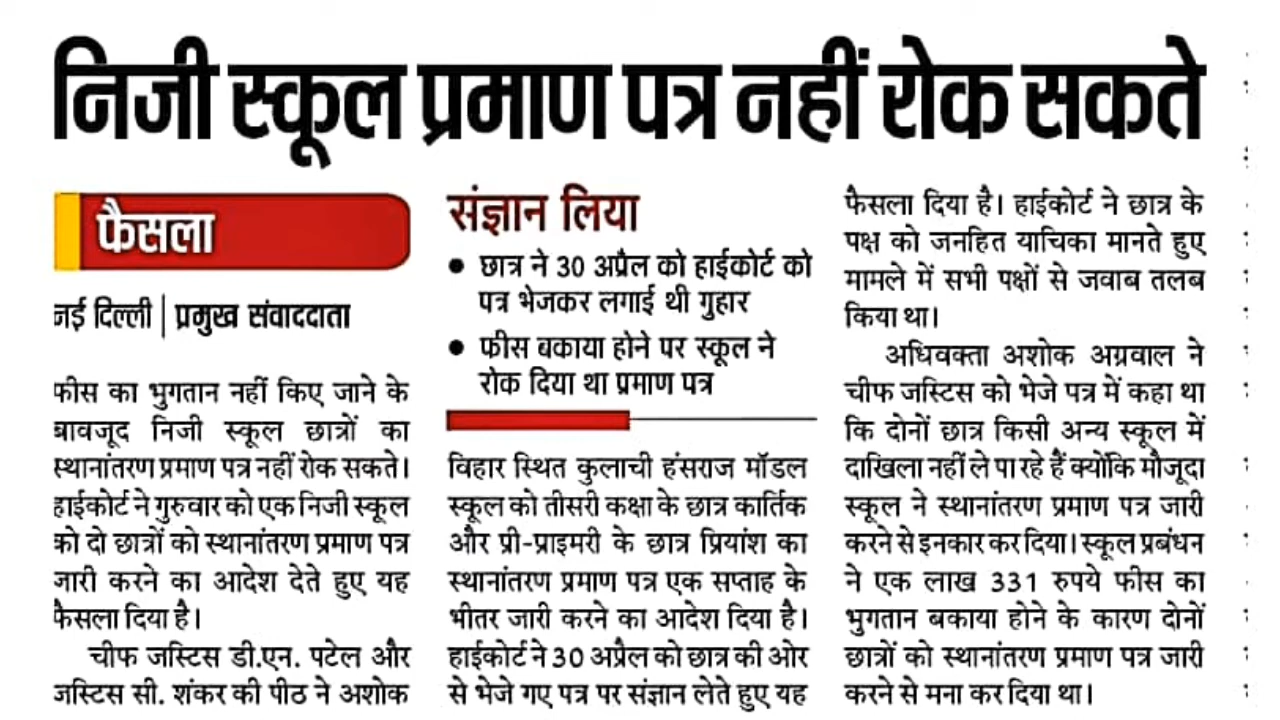 निजी स्कूल प्रमाण पत्र नहीं रोक सकते
फैसला
नई दिल्ली | प्रमुख संवाददाता
फीस का भुगतान नहीं किए जाने के
बावजूद निजी स्कूल छात्रों का
स्थानांतरण प्रमाण पत्र नहीं रोक सकते।
हाईकोर्ट ने गुरुवार को एक निजी स्कूल
को दो छात्रों को स्थानांतरण प्रमाण पत्र
जारी करने का आदेश देते हुए यह
फैसला दिया है।
चीफ जस्टिस डी.एन. पटेल और
जस्टिस सी. शंकर की पीठ ने अशोक
संज्ञान लिया
• छात्र ने 30 अप्रैल को हाईकोर्ट को
पत्र भेजकर लगाई थी गुहार
• फीस बकाया होने पर स्कूल ने
रोक दिया था प्रमाण पत्र
विहार स्थित कुलाची हंसराज मॉडल
स्कूल को तीसरी कक्षा के छात्र कार्तिक
और प्री-प्राइमरी के छात्र प्रियांश का
स्थानांतरण प्रमाण पत्र एक सप्ताह के
भीतर जारी करने का आदेश दिया है।
हाईकोर्ट ने 30 अप्रैल को छात्र की ओर
से भेजे गए पत्र पर संज्ञान लेते हुए यह
फैसला दिया है। हाईकोर्ट ने छात्र के
पक्ष को जनहित याचिका मानते हुए
मामले में सभी पक्षों से जवाब तलब
किया था।
अधिवक्ता अशोक अग्रवाल ने
चीफ जस्टिस को भेजे पत्र में कहा था
कि दोनों छात्र किसी अन्य स्कूल में
दाखिला नहीं ले पा रहे हैं क्योंकि मौजूदा
स्कूल ने स्थानांतरण प्रमाण पत्र जारी
करने से इनकार कर दिया। स्कूल प्रबंधन
ने एक लाख 331 रुपये फीस का
भुगतान बकाया होने के कारण दोनों
छात्रों को स्थानांतरण प्रमाण पत्र जारी
करने से मना कर दिया था।